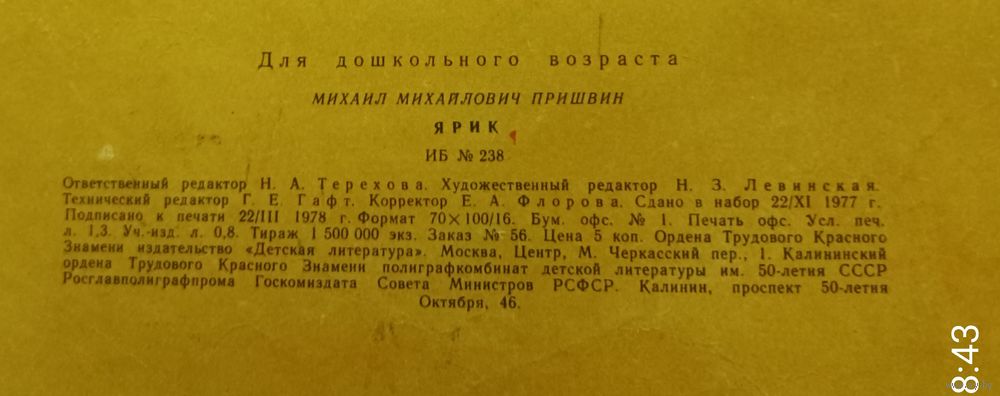 Для дошкольного возраста
МИХАИЛ МИХАЙЛОВИЧ ПРИШВИН
ЯРИК
ИБ № 238
Ответственный редактор Н. А. Терехова. Художественный редактор Н. З. Левинская.
Технический редактор Г. Е. Гафт. Корректор Е. А. Флорова. Сдано в набор 22/XI 1977 г.
Подписано к печати 22/III 1978 г. Формат 70×100/16. Бум. офс. № 1. Печать офс. Усл. печ.
л. 1,3. Уч.-изд. л. 0,8. Тираж 1 500 000 экз. Заказ № 56. Цена 5 коп. Ордена Трудового Красного
Знамени издательство «Детская литература». Москва, Центр, М. Черкасский пер., 1. Калининский
ордена Трудового Красного Знамени полиграфкомбинат детской литературы им. 50-летия СССР
Росглавполиграфпрома Госкомиздата Совета Министров РСФСР. Калинин, проспект 50-летия
Октября, 46.
8:43